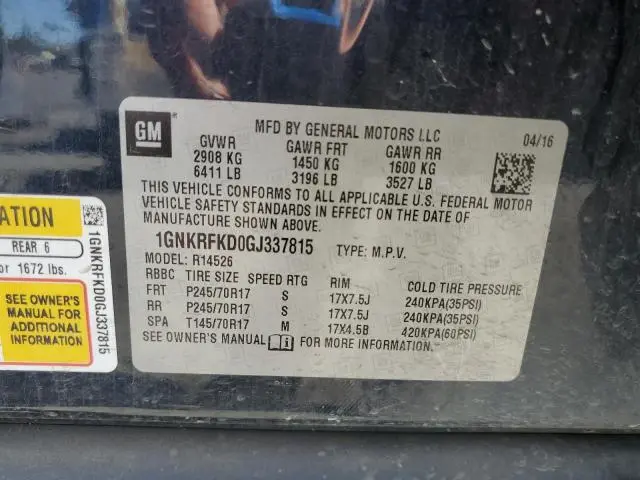 GM
®
MFD BY GENERAL MOTORS LLC
04/16
GVWR GAWR FRT GAWR RR
2908 KG 1450 KG 1600 KG
6411 LB 3196 LB 3527 LB
THIS VEHICLE CONFORMS TO ALL APPLICABLE U.S. FEDERAL MOTOR
VEHICLE SAFETY STANDARDS IN EFFECT ON THE DATE OF
MANUFACTURE SHOWN ABOVE.
1GNKRFKD0GJ337815 TYPE: M.P.V.
MODEL: R14526
RBBC TIRE SIZE SPEED RTG RIM COLD TIRE PRESSURE
FRT P245/70R17 S 17X7.5J 240KPA(35PSI)
RR P245/70R17 S 17X7.5J 240KPA(35PSI)
SPA T145/70R17 M 17X4.5B 420KPA(60PSI)
SEE OWNER'S MANUAL i FOR MORE INFORMATION.
REAR 6
or 1672 lbs.
SEE OWNER'S
MANUAL FOR
ADDITIONAL
INFORMATION
1GNKRFKD0GJ337815